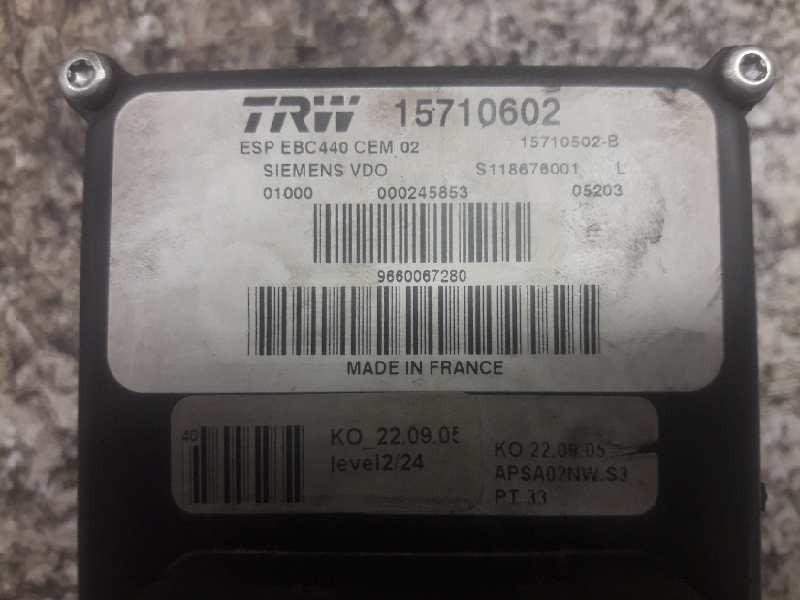 TRW 15710602
ESP EBC440 CEM 02 15710502-B
SIEMENS VDO S118676001 L
01000 000245853 05203
9660067280
MADE IN FRANCE
40
KO_22.09.05
level2/24
KO 22.09.05
APSA02NW.S3
PT 33